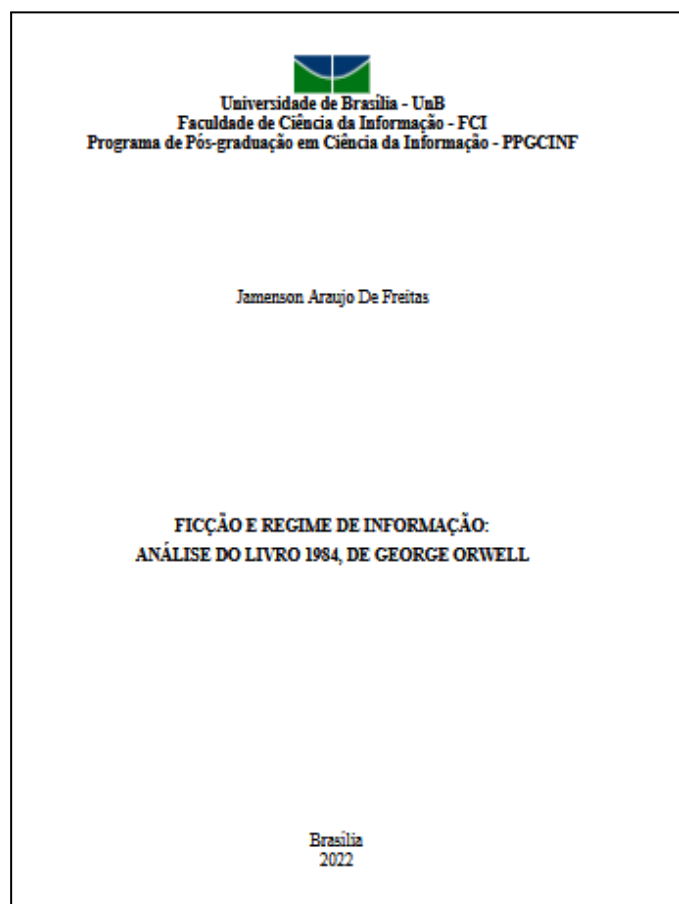 Universidade de Brasília - UnB
Faculdade de Ciência da Informação - FCI
Programa de Pós-graduação em Ciência da Informação - PPGCINF
Jamenson Araujo De Freitas
FICÇÃO E REGIME DE INFORMAÇÃO:
ANÁLISE DO LIVRO 1984, DE GEORGE ORWELL
Brasília
2022